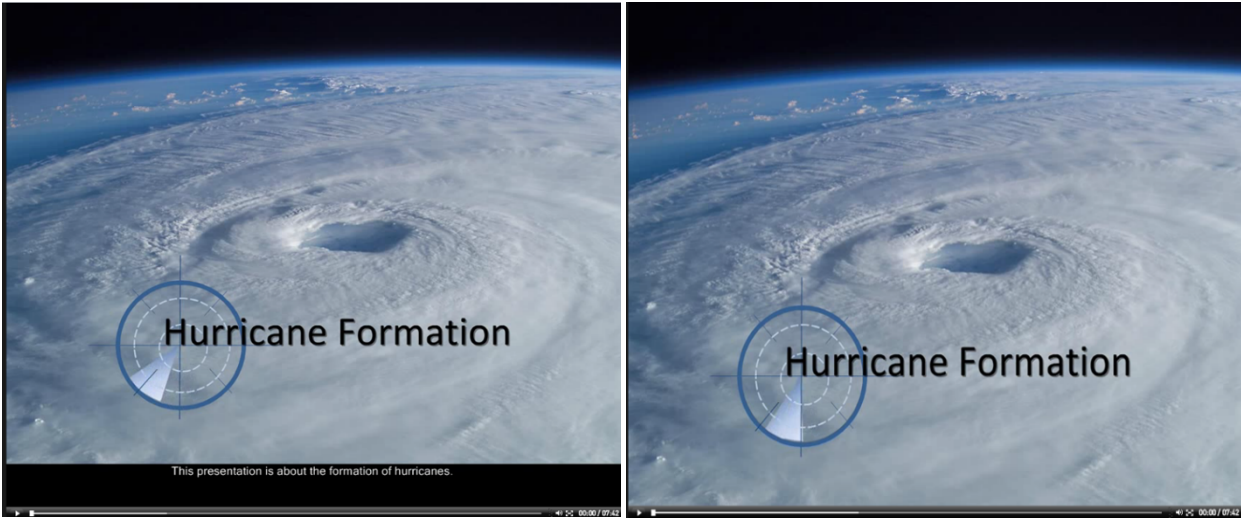 Hurricane Formation
This presentation is about the formation of hurricanes.
00:00 / 07:42
Hurricane Formation
00:00 / 07:42